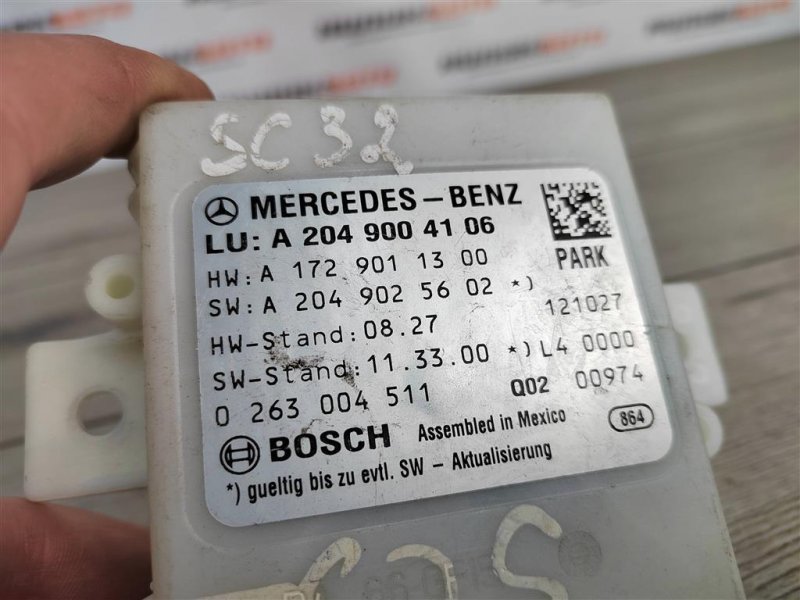 SC 32
MERCEDES-BENZ
LU: A 204 900 41 06
HW: A 172 901 13 00
PARK
SW: A 204 902 56 02 *)
121027
HW-Stand: 08.27
SW-Stand: 11.33.00 *) L4 0000
0 263 004 511 Q02 00974
BOSCH Assembled in Mexico 864
*) gueltig bis zu evtl. SW - Aktualisierung